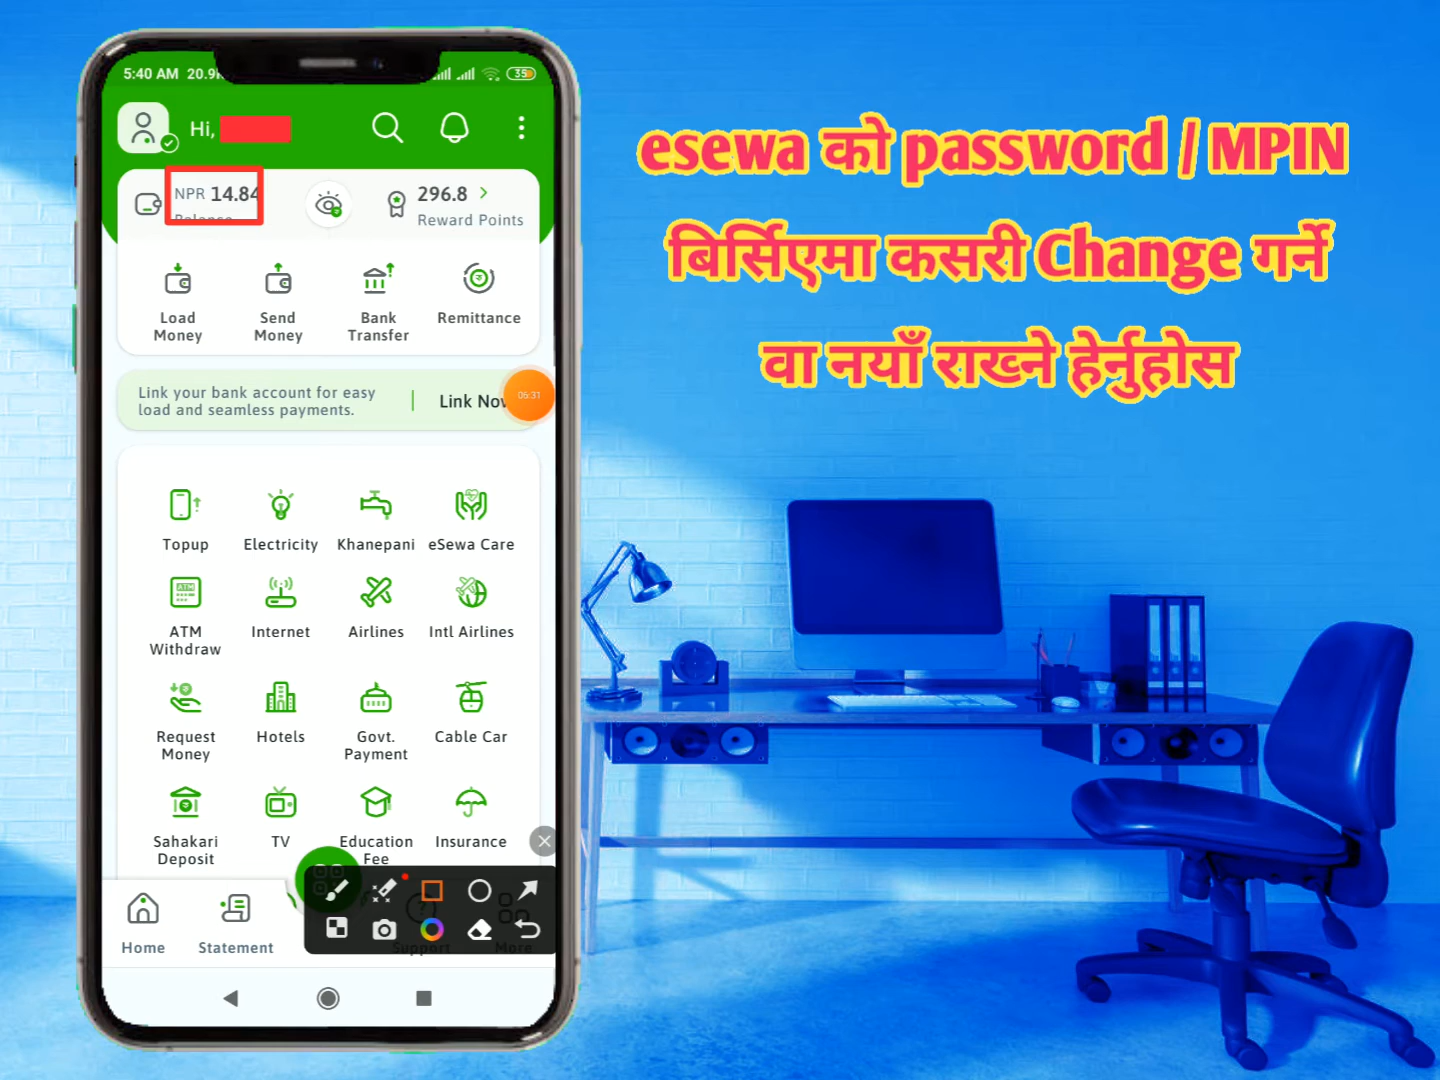 5:40 AM 20.9
35
Hi,
NPR 14.84
Balance
296.8
Reward Points
Load Money
Send Money
Bank Transfer
Remittance
Link your bank account for easy
load and seamless payments.
Link Now
05:31
Topup
Electricity
Khanepani
eSewa Care
ATM Withdraw
Internet
Airlines
Intl Airlines
Request Money
Hotels
Govt. Payment
Cable Car
Sahakari Deposit
TV
Education Fee
Insurance
Home
Statement
Support
More
esewa को password / MPIN
बिर्सिएमा कसरी Change गर्ने
वा नयाँ राख्ने हेर्नुहोस